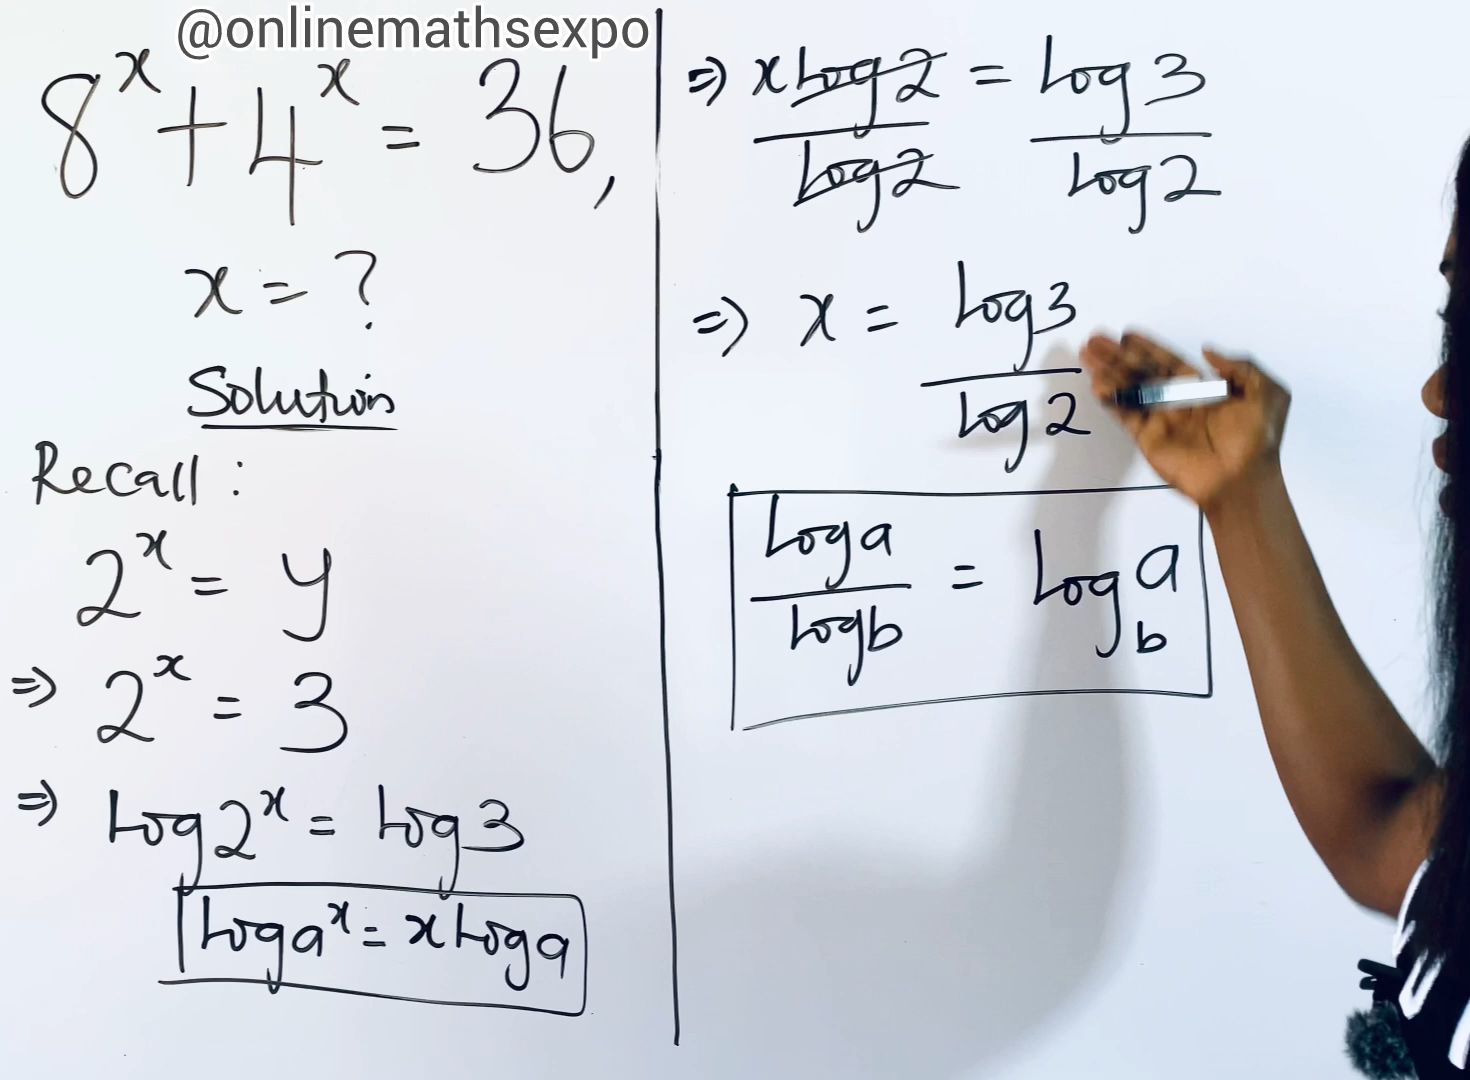 @onlinemathsexpo
8^x + 4^x = 36,
x = ?
Solution
Recall :
2^x = y
⇒ 2^x = 3
⇒ Log 2^x = Log 3
Log a^x = x Log a
⇒ x Log 2 / Log 2 = Log 3 / Log 2
⇒ x = Log 3 / Log 2
Log a / Log b = Log_b a